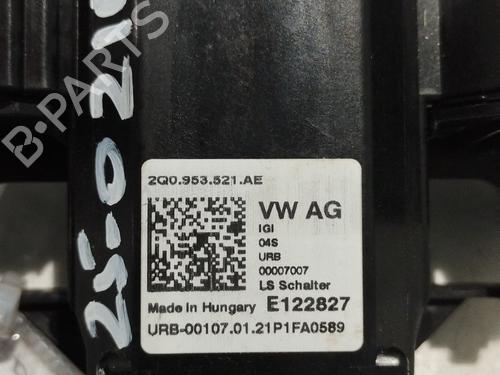 B-PARTS
2Q0.953.521.AE
VW AG
IGI
04S
URB
00007007
LS Schalter
Made in Hungary E122827
URB-00107.01.21P1FA0589